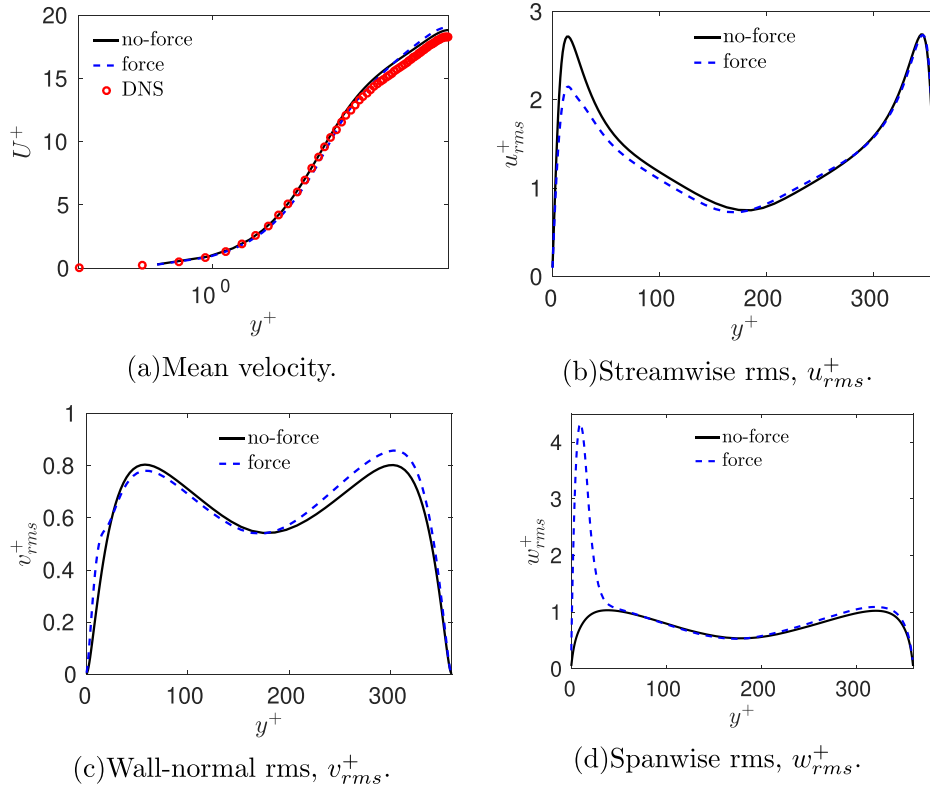 20
15
10
5
0
U+
no-force
force
DNS
10 0
y+
(a)Mean velocity.
3
2
1
0
u+rms
no-force
force
0 100 200 300
y+
(b)Streamwise rms, u+rms.
1
0.8
0.6
0.4
0.2
0
v+rms
no-force
force
0 100 200 300
y+
(c)Wall-normal rms, v+rms.
4
3
2
1
0
w+rms
no-force
force
0 100 200 300
y+
(d)Spanwise rms, w+rms.